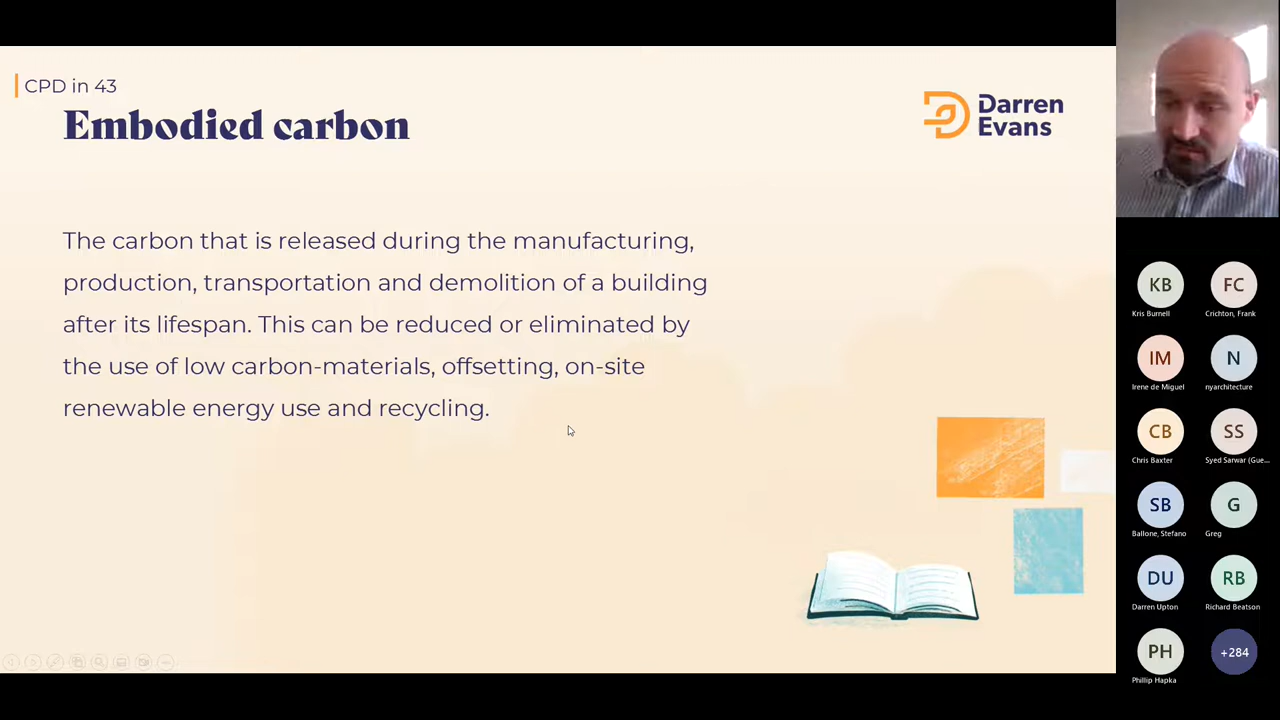 CPD in 43
Embodied carbon
Darren
Evans
The carbon that is released during the manufacturing,
production, transportation and demolition of a building
after its lifespan. This can be reduced or eliminated by
the use of low carbon-materials, offsetting, on-site
renewable energy use and recycling.
KB
FC
Kris Burnell
Crichton, Frank
IM
N
Irene de Miguel
nyarchitecture
CB
SS
Chris Baxter
Syed Sarwar (Gue...
SB
G
Ballone, Stefano
Greg
DU
RB
Darren Upton
Richard Beatson
PH
+284
Phillip Hapka